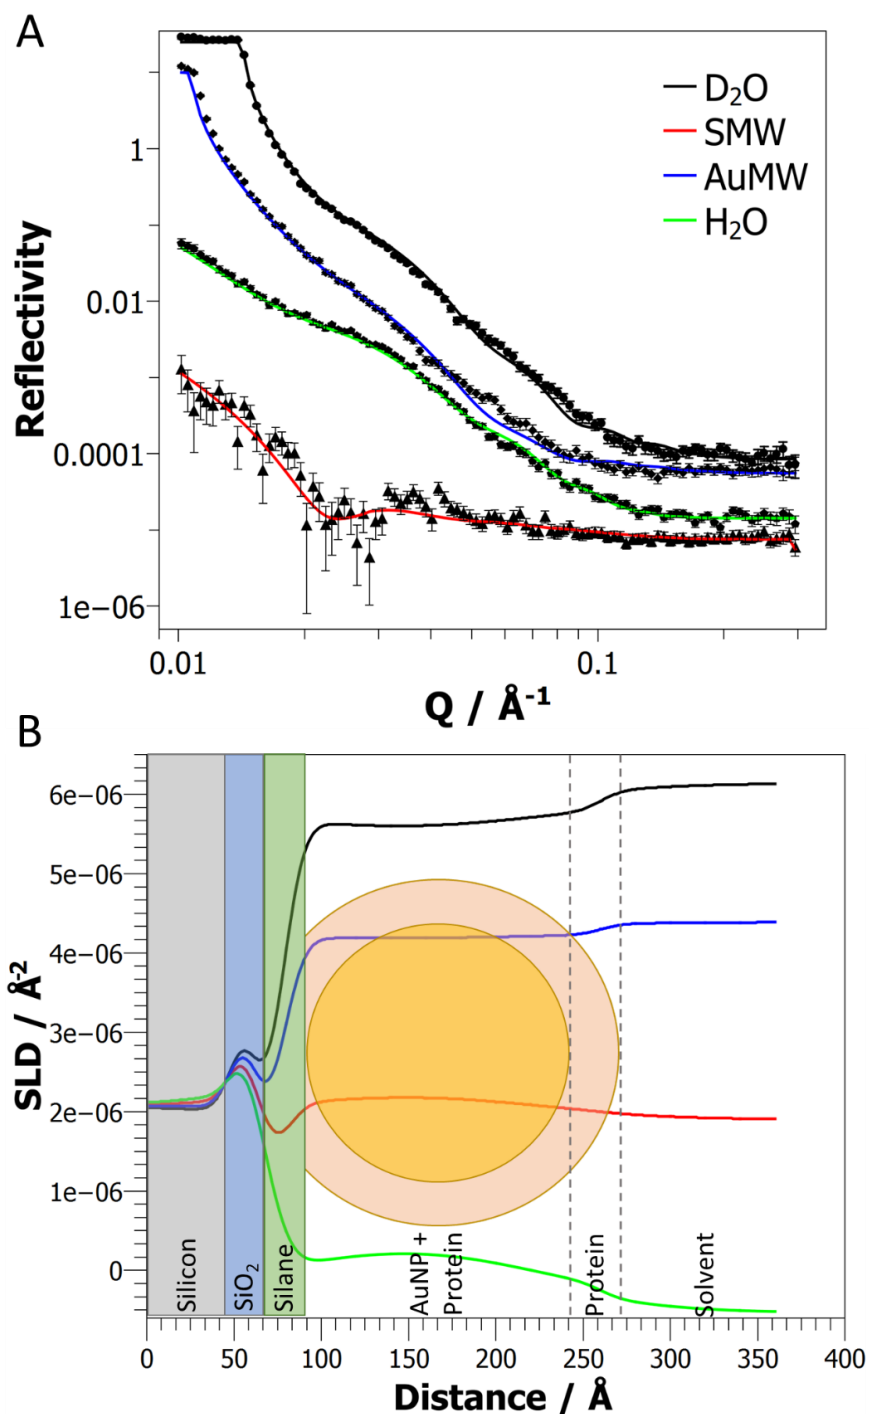 A
D₂O
SMW
AuMW
H₂O
1
0.01
0.0001
1e-06
Reflectivity
0.01
0.1
Q / Å⁻¹
B
6e-06
5e-06
4e-06
3e-06
2e-06
1e-06
0
SLD / Å⁻²
Silicon
SiO₂
Silane
AuNP +
Protein
Protein
Solvent
0
50
100
150
200
250
300
350
400
Distance / Å